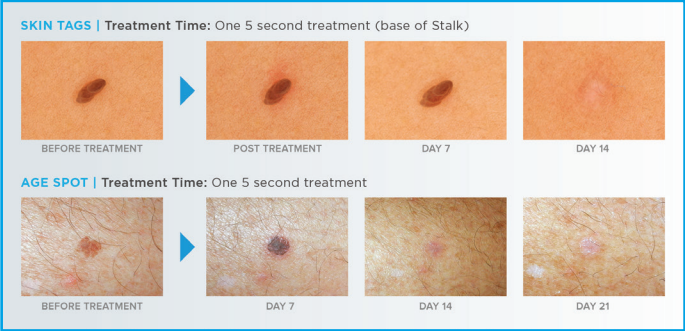 SKIN TAGS | Treatment Time: One 5 second treatment (base of Stalk)
BEFORE TREATMENT
POST TREATMENT
DAY 7
DAY 14
AGE SPOT | Treatment Time: One 5 second treatment
BEFORE TREATMENT
DAY 7
DAY 14
DAY 21